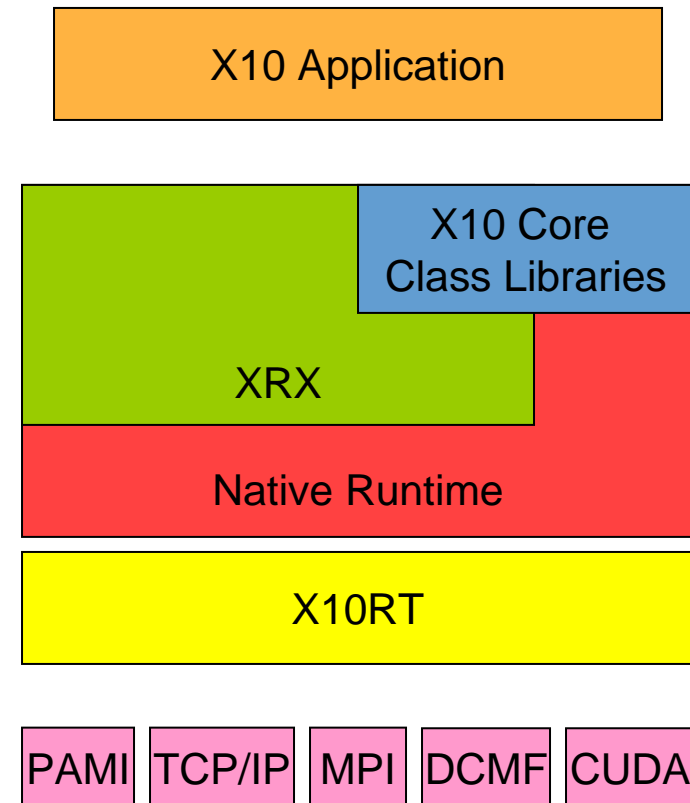 X10 Application
X10 Core
Class Libraries
XRX
Native Runtime
X10RT
PAMI TCP/IP MPI DCMF CUDA